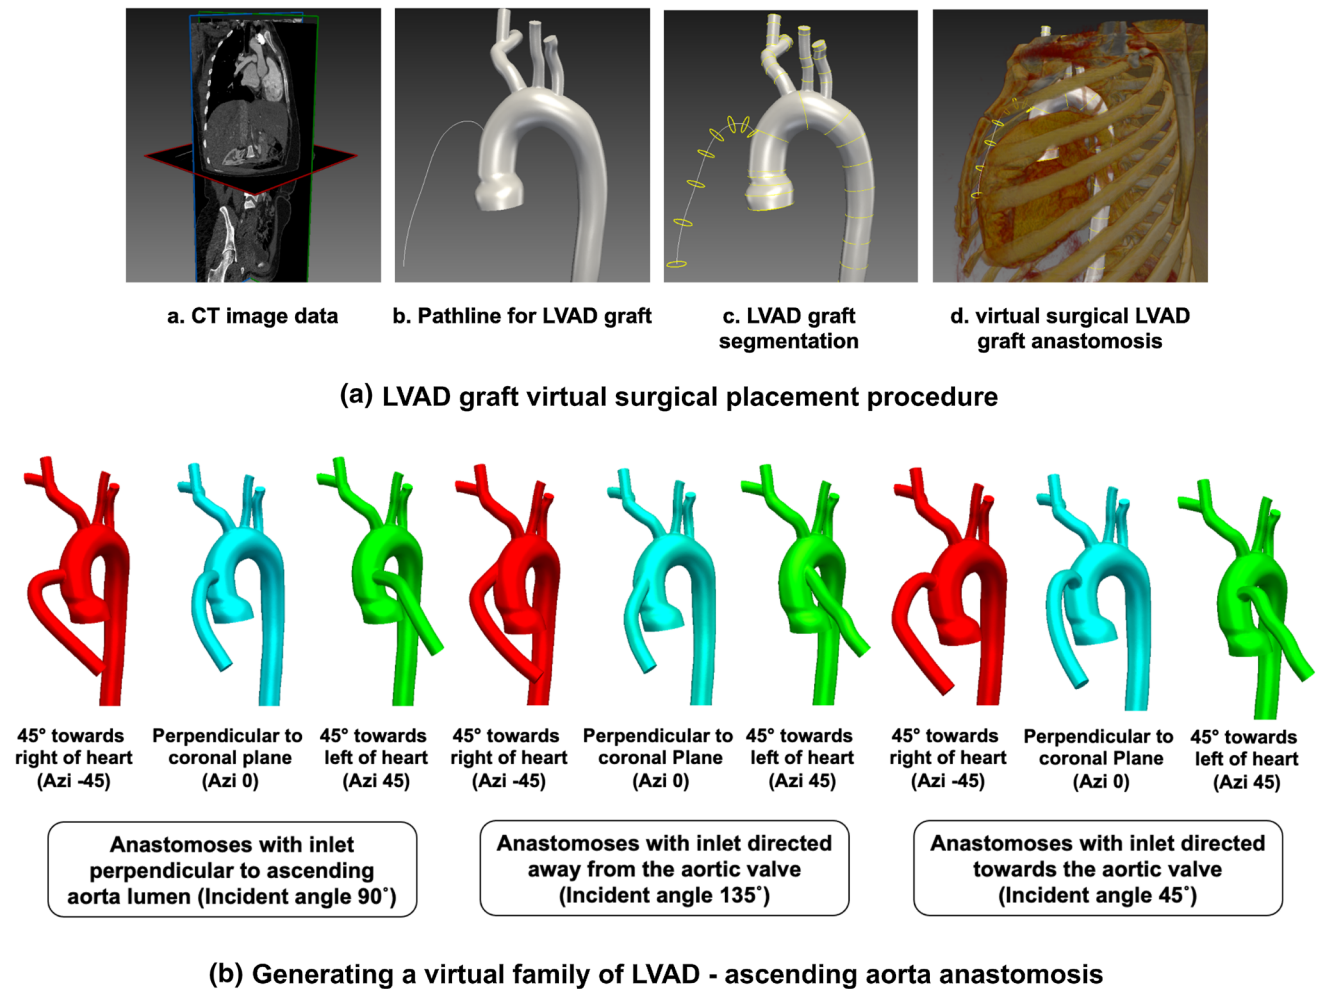 a. CT image data
b. Pathline for LVAD graft
c. LVAD graft
segmentation
d. virtual surgical LVAD
graft anastomosis
(a) LVAD graft virtual surgical placement procedure
45° towards
right of heart
(Azi -45)
Perpendicular to
coronal plane
(Azi 0)
45° towards
left of heart
(Azi 45)
45° towards
right of heart
(Azi -45)
Perpendicular to
coronal Plane
(Azi 0)
45° towards
left of heart
(Azi 45)
45° towards
right of heart
(Azi -45)
Perpendicular to
coronal Plane
(Azi 0)
45° towards
left of heart
(Azi 45)
Anastomoses with inlet
perpendicular to ascending
aorta lumen (Incident angle 90˚)
Anastomoses with inlet directed
away from the aortic valve
(Incident angle 135˚)
Anastomoses with inlet directed
towards the aortic valve
(Incident angle 45˚)
(b) Generating a virtual family of LVAD - ascending aorta anastomosis